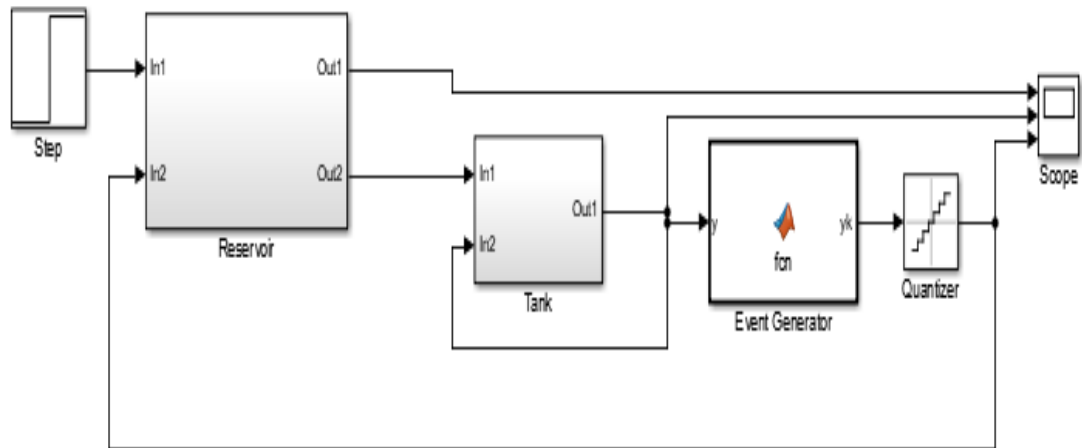 In1
Out1
Step
In2
Out2
Reservoir
In1
Out1
In2
Tank
y
fcn
yk
Event Generator
Quantizer
Scope